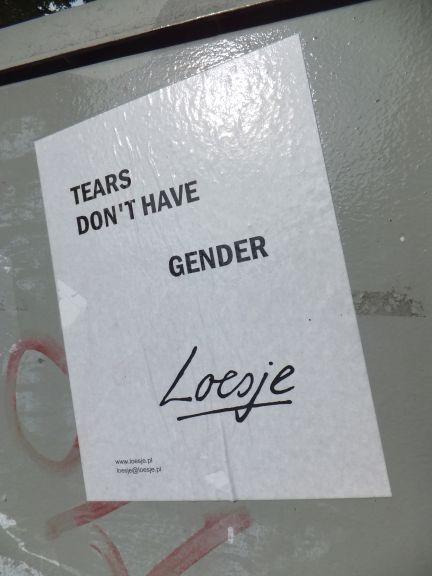 TEARS
DON'T HAVE
GENDER
Loesje
www.loesje.pl
loesje@loesje.pl